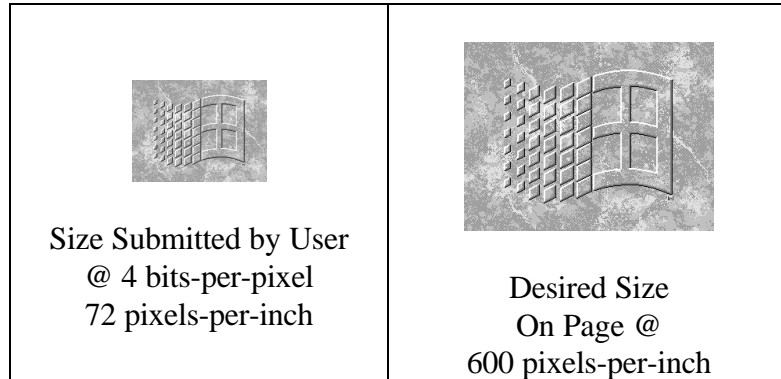 Size Submitted by User
@ 4 bits-per-pixel
72 pixels-per-inch
Desired Size
On Page @
600 pixels-per-inch